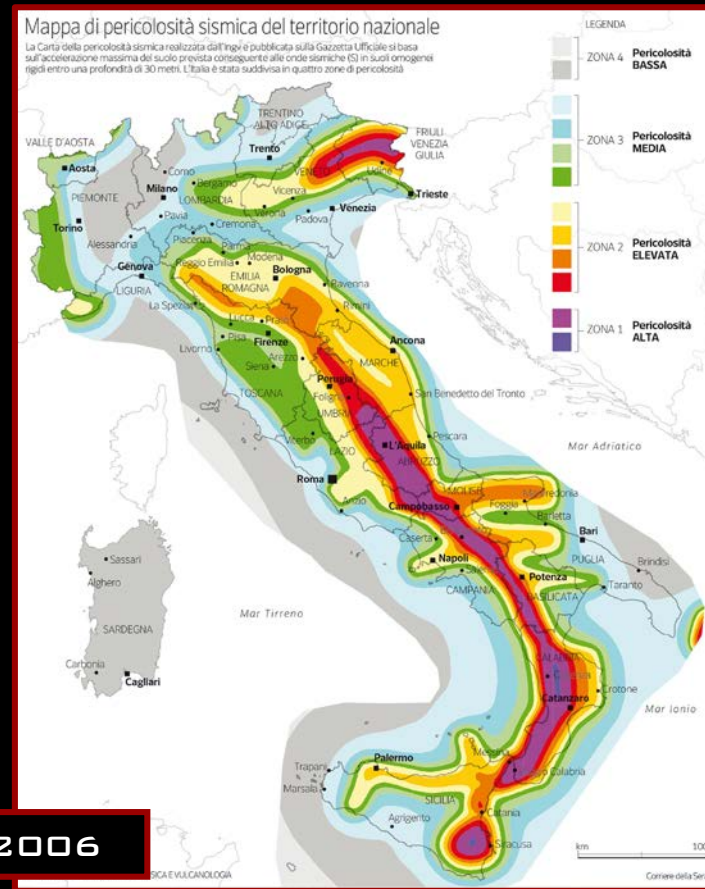 Mappa di pericolosità sismica del territorio nazionale
La Carta della pericolosità sismica realizzata dall'Ingv e pubblicata sulla Gazzetta Ufficiale si basa
sull'accelerazione massima del suolo prevista conseguente alle onde sismiche (S) in suoli omogenei
rigidi entro una profondità di 30 metri. L'Italia è stata suddivisa in quattro zone di pericolosità
LEGENDA
ZONA 4 Pericolosità
BASSA
ZONA 3 Pericolosità
MEDIA
ZONA 2 Pericolosità
ELEVATA
ZONA 1 Pericolosità
ALTA
TRENTINO
ALTO ADIGE
VALLE D'AOSTA
FRIULI
VENEZIA
GIULIA
Trento
Aosta
Como
Udine
Bergamo
VENETO
Milano
Vicenza
Trieste
PIEMONTE
LOMBARDIA
Verona
Padova
Venezia
Pavia
Torino
Cremona
Alessandria
Piacenza
Parma
Modena
Genova
Reggio Emilia
Bologna
LIGURIA
EMILIA
ROMAGNA
Ravenna
La Spezia
Rimini
Lucca
Prato
Pisa
Firenze
Ancona
Livorno
Arezzo
MARCHE
Siena
Perugia
TOSCANA
Foligno
San Benedetto del Tronto
UMBRIA
Viterbo
Pescara
LAZIO
L'Aquila
Mar Adriatico
ABRUZZO
Roma
MOLISE
Manfredonia
Anzio
Campobasso
Foggia
Barletta
Caserta
Bari
Sassari
Napoli
PUGLIA
Brindisi
Alghero
Potenza
Taranto
CAMPANIA
BASILICATA
Mar Tirreno
SARDEGNA
CALABRIA
Carbonia
Cagliari
Crotone
Catanzaro
Mar Ionio
Messina
Palermo
Trapani
Calabria
Marsala
SICILIA
Catania
Agrigento
Siracusa
2006
km
SICA E VULCANOLOGIA
Corriere della Ser